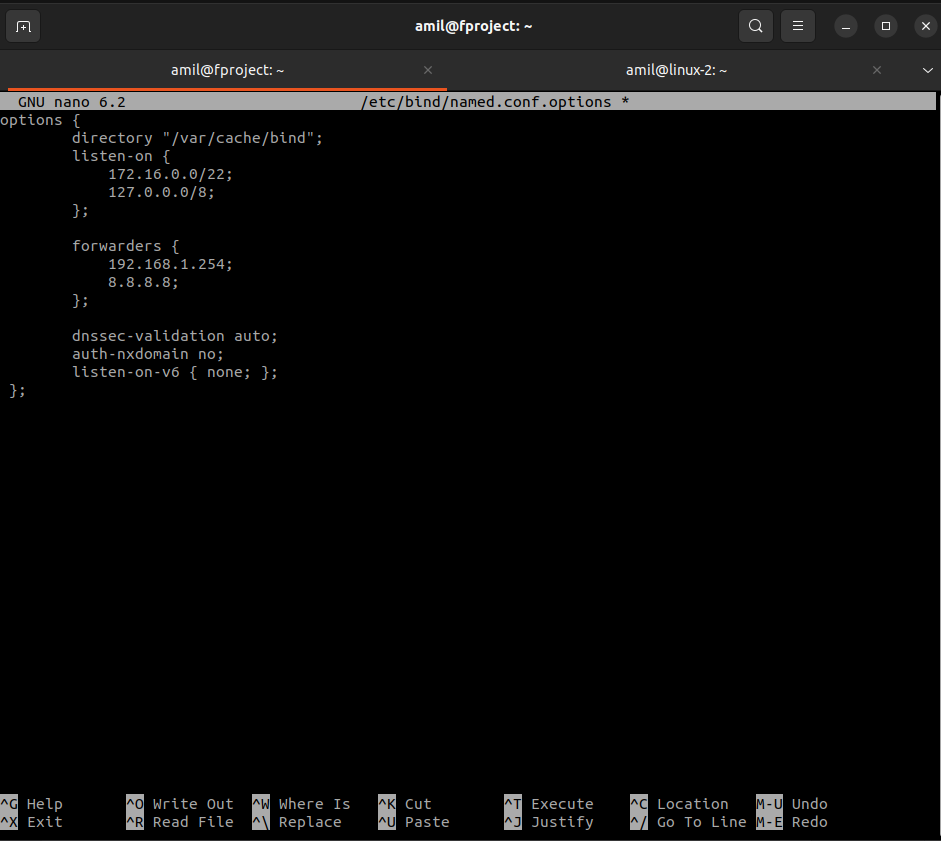 amil@fproject: ~
amil@fproject: ~ × amil@linux-2: ~ ×
GNU nano 6.2 /etc/bind/named.conf.options *
options {
        directory "/var/cache/bind";
        listen-on {
            172.16.0.0/22;
            127.0.0.0/8;
        };
        forwarders {
            192.168.1.254;
            8.8.8.8;
        };
        dnssec-validation auto;
        auth-nxdomain no;
        listen-on-v6 { none; };
 };
^G Help ^O Write Out ^W Where Is ^K Cut ^T Execute ^C Location M-U Undo
^X Exit ^R Read File ^\ Replace ^U Paste ^J Justify ^/ Go To Line M-E Redo